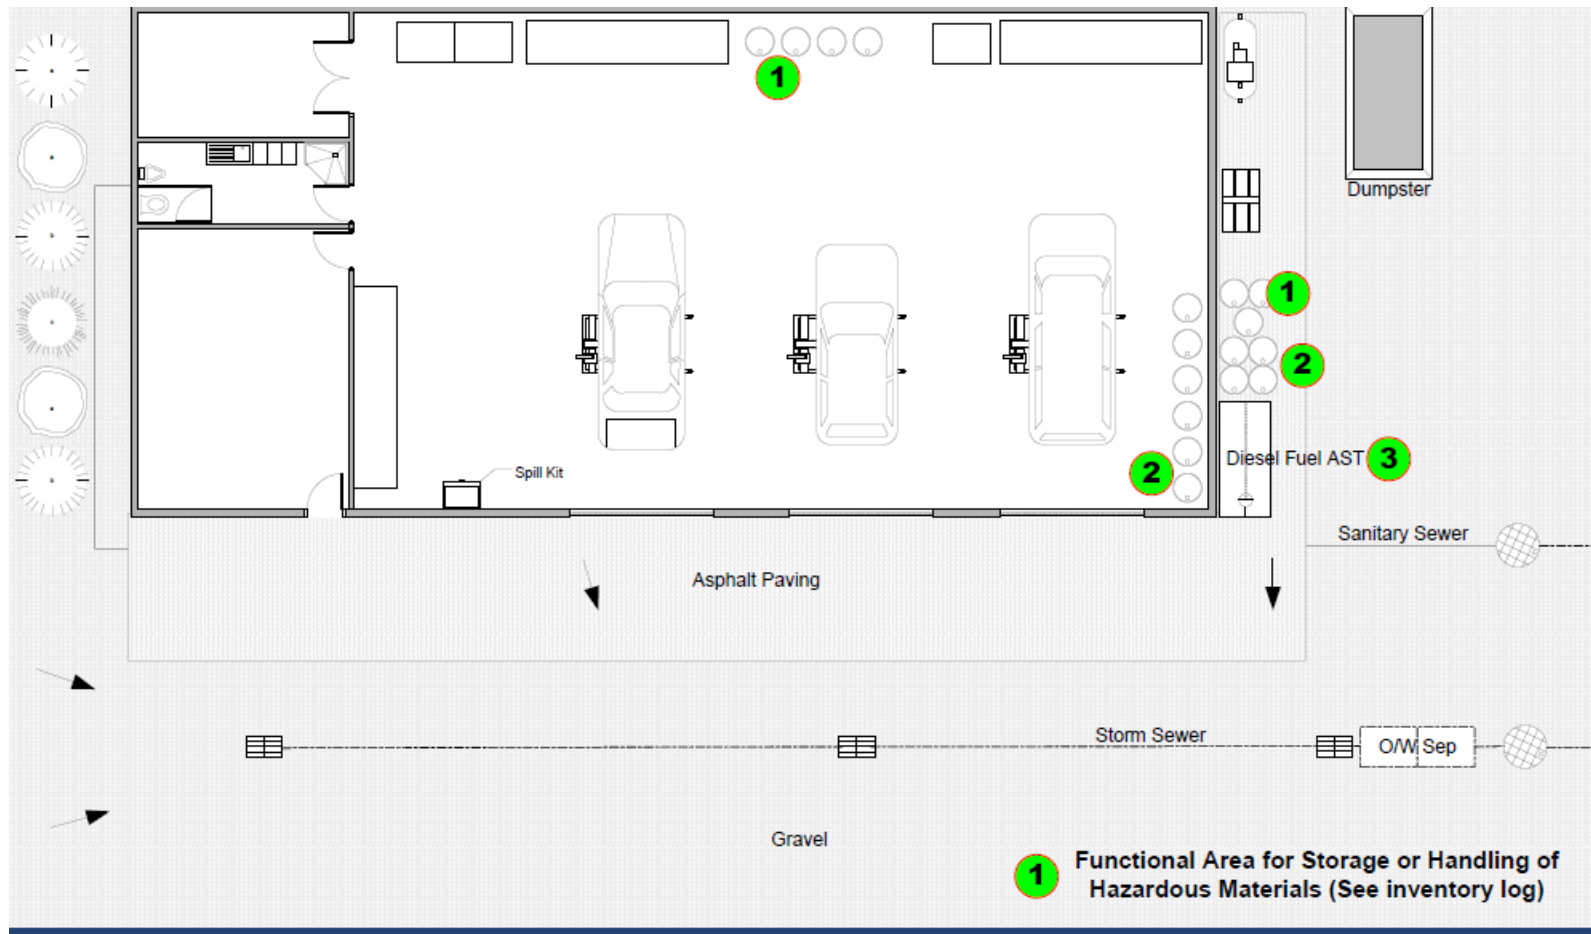 1
Dumpster
1
2
Spill Kit
2
Diesel Fuel AST 3
Sanitary Sewer
Asphalt Paving
Storm Sewer
O/W Sep
Gravel
1
Functional Area for Storage or Handling of
Hazardous Materials (See inventory log)